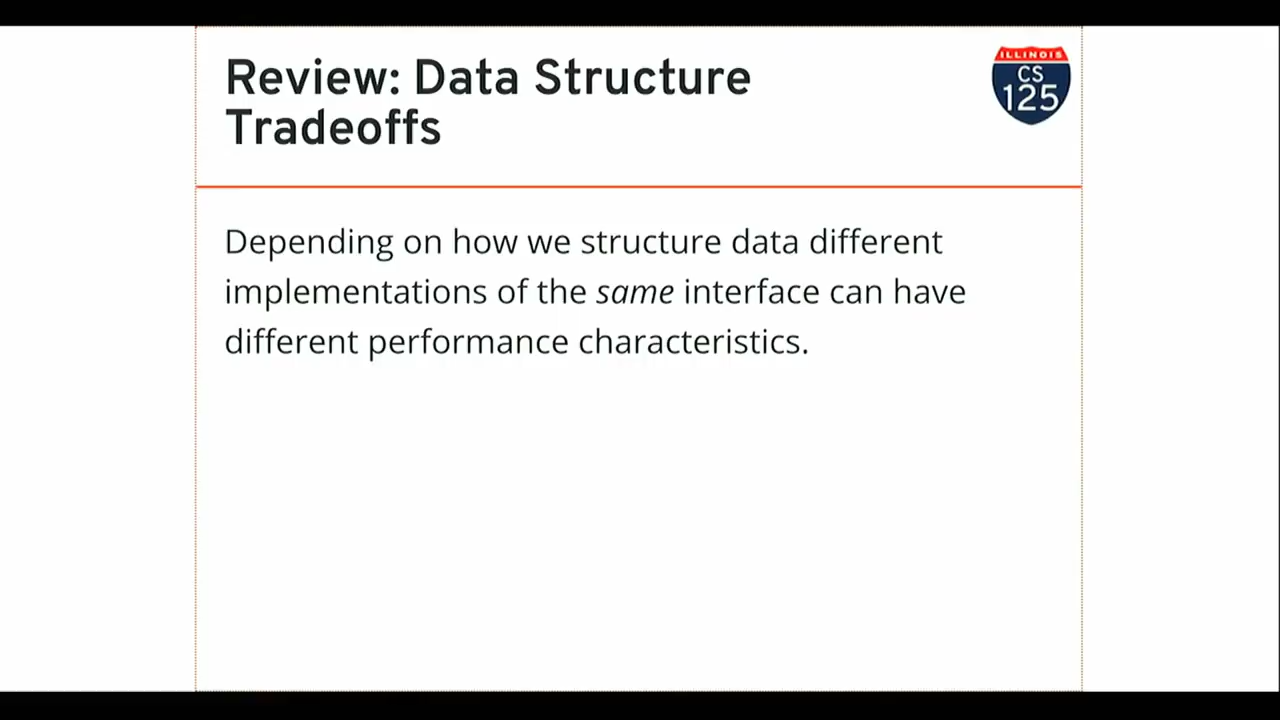 Review: Data Structure
Tradeoffs
ILLINOIS
CS
125
Depending on how we structure data different
implementations of the same interface can have
different performance characteristics.